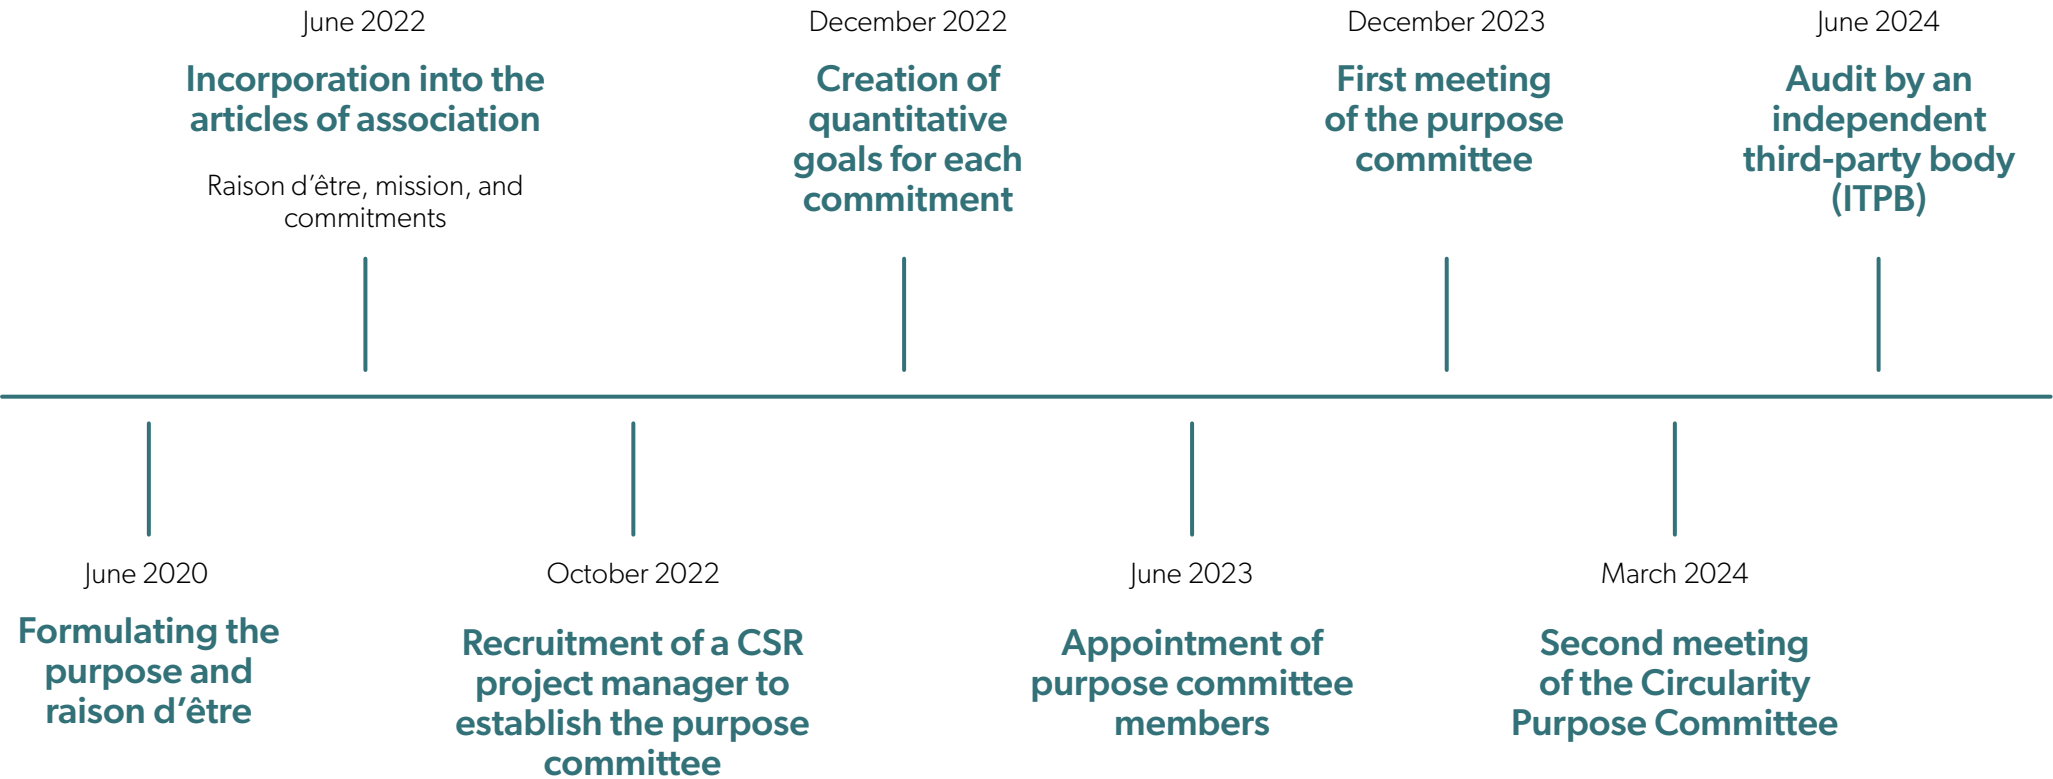 June 2022
Incorporation into the
articles of association
Raison d’être, mission, and
commitments
December 2022
Creation of
quantitative
goals for each
commitment
December 2023
First meeting
of the purpose
committee
June 2024
Audit by an
independent
third-party body
(ITPB)
June 2020
Formulating the
purpose and
raison d’être
October 2022
Recruitment of a CSR
project manager to
establish the purpose
committee
June 2023
Appointment of
purpose committee
members
March 2024
Second meeting
of the Circularity
Purpose Committee